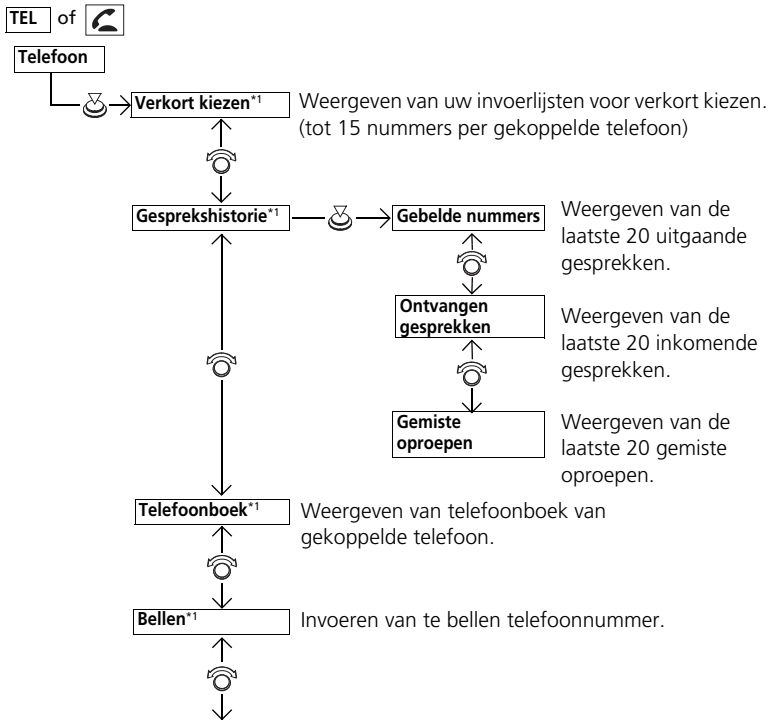 TEL of
Telefoon
Verkort kiezen*1
Weergeven van uw invoerlijsten voor verkort kiezen.
(tot 15 nummers per gekoppelde telefoon)
Gesprekshistorie*1
Gebelde nummers
Weergeven van de
laatste 20 uitgaande
gesprekken.
Ontvangen
gesprekken
Weergeven van de
laatste 20 inkomende
gesprekken.
Gemiste
oproepen
Weergeven van de
laatste 20 gemiste
oproepen.
Telefoonboek*1
Weergeven van telefoonboek van
gekoppelde telefoon.
Bellen*1
Invoeren van te bellen telefoonnummer.